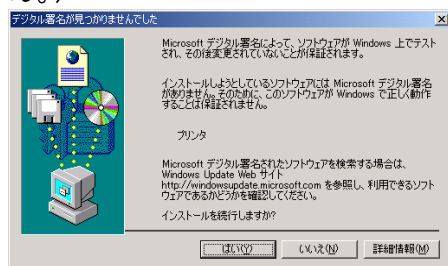 デジタル署名が見つかりませんでした
Microsoft デジタル署名によって、ソフトウェアが Windows 上でテスト
され、その後変更されていないことが保証されます。
インストールしようとしているソフトウェアには Microsoft デジタル署名
がありません。そのために、このソフトウェアが Windows で正しく動作
することは保証されません。
プリンタ
Microsoft デジタル署名されたソフトウェアを検索する場合は、
Windows Update Web サイト
http://windowsupdate.microsoft.com を参照し、利用できるソフト
ウェアであるかどうかを確認してください。
インストールを続行しますか?
はい(Y) いいえ(N) 詳細情報(M)